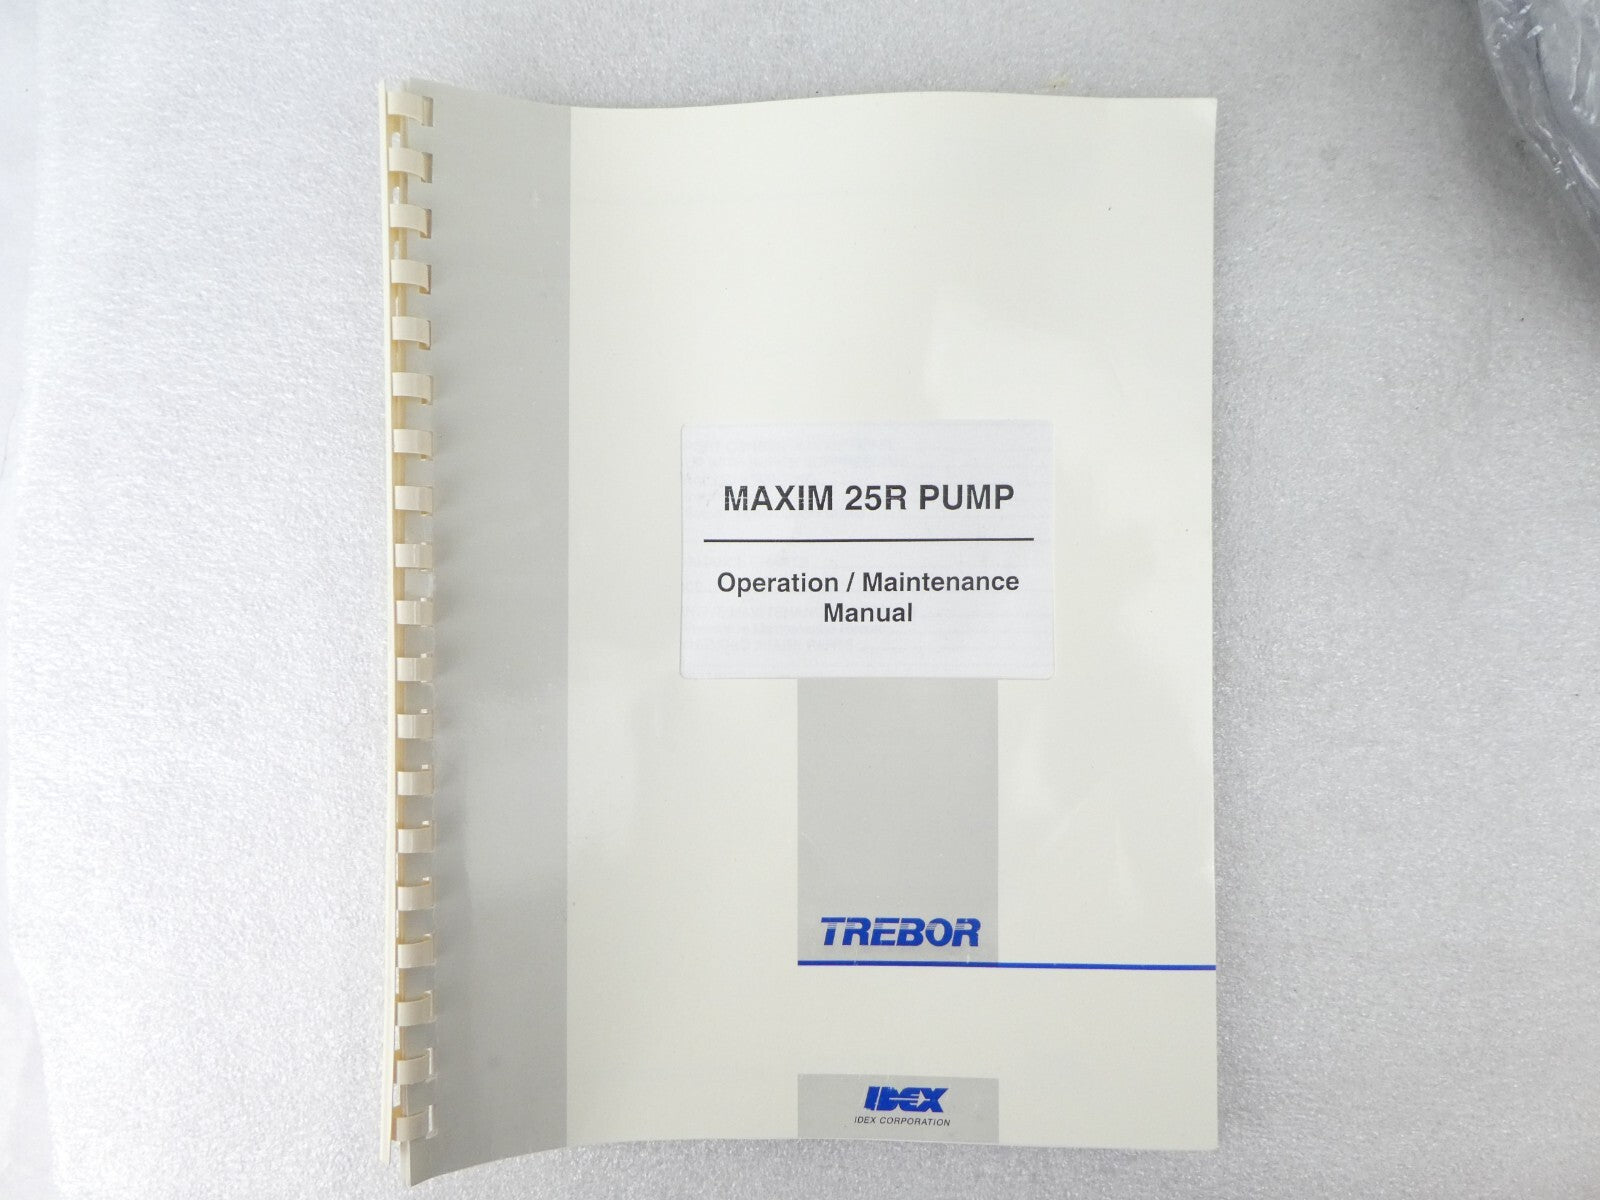 MAXIM 25R PUMP
Operation / Maintenance
Manual
TREBOR
IDEX
IDEX CORPORATION